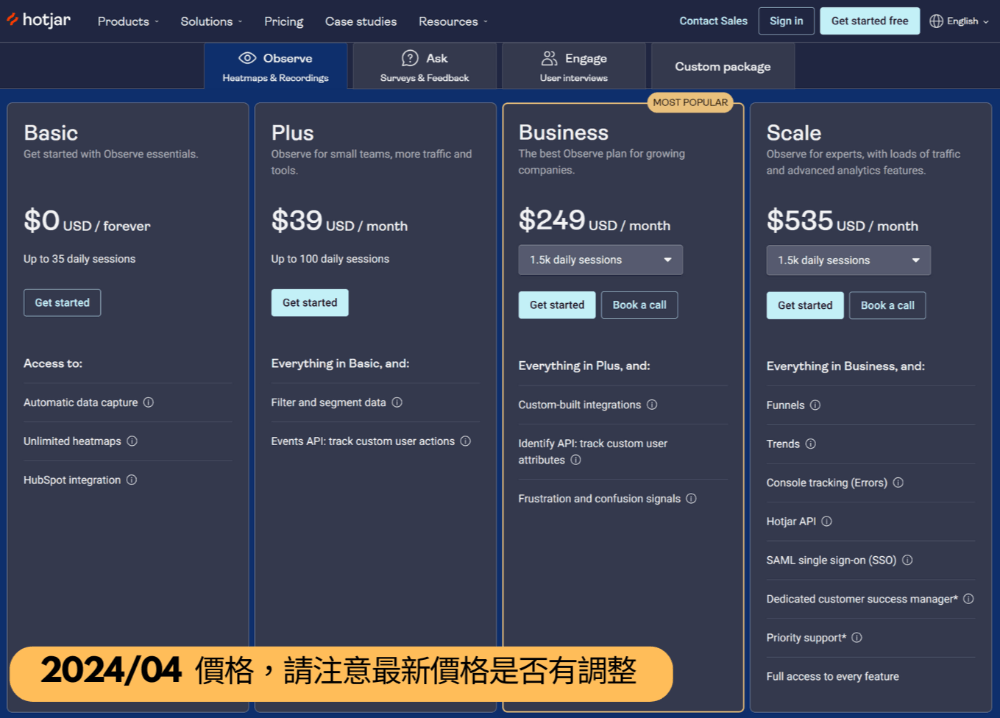 hotjar
Products
Solutions
Pricing
Case studies
Resources
Contact Sales
Sign in
Get started free
English
Observe
Heatmaps & Recordings
Ask
Surveys & Feedback
Engage
User interviews
Custom package
Basic
Get started with Observe essentials.
$0 USD / forever
Up to 35 daily sessions
Get started
Access to:
Automatic data capture
Unlimited heatmaps
HubSpot integration
Plus
Observe for small teams, more traffic and
tools.
$39 USD / month
Up to 100 daily sessions
Get started
Everything in Basic, and:
Filter and segment data
Events API: track custom user actions
MOST POPULAR
Business
The best Observe plan for growing
companies.
$249 USD / month
1.5k daily sessions
Get started
Book a call
Everything in Plus, and:
Custom-built integrations
Identify API: track custom user
attributes
Frustration and confusion signals
Scale
Observe for experts, with loads of traffic
and advanced analytics features.
$535 USD / month
1.5k daily sessions
Get started
Book a call
Everything in Business, and:
Funnels
Trends
Console tracking (Errors)
Hotjar API
SAML single sign-on (SSO)
Dedicated customer success manager*
Priority support*
Full access to every feature
2024/04 價格，請注意最新價格是否有調整